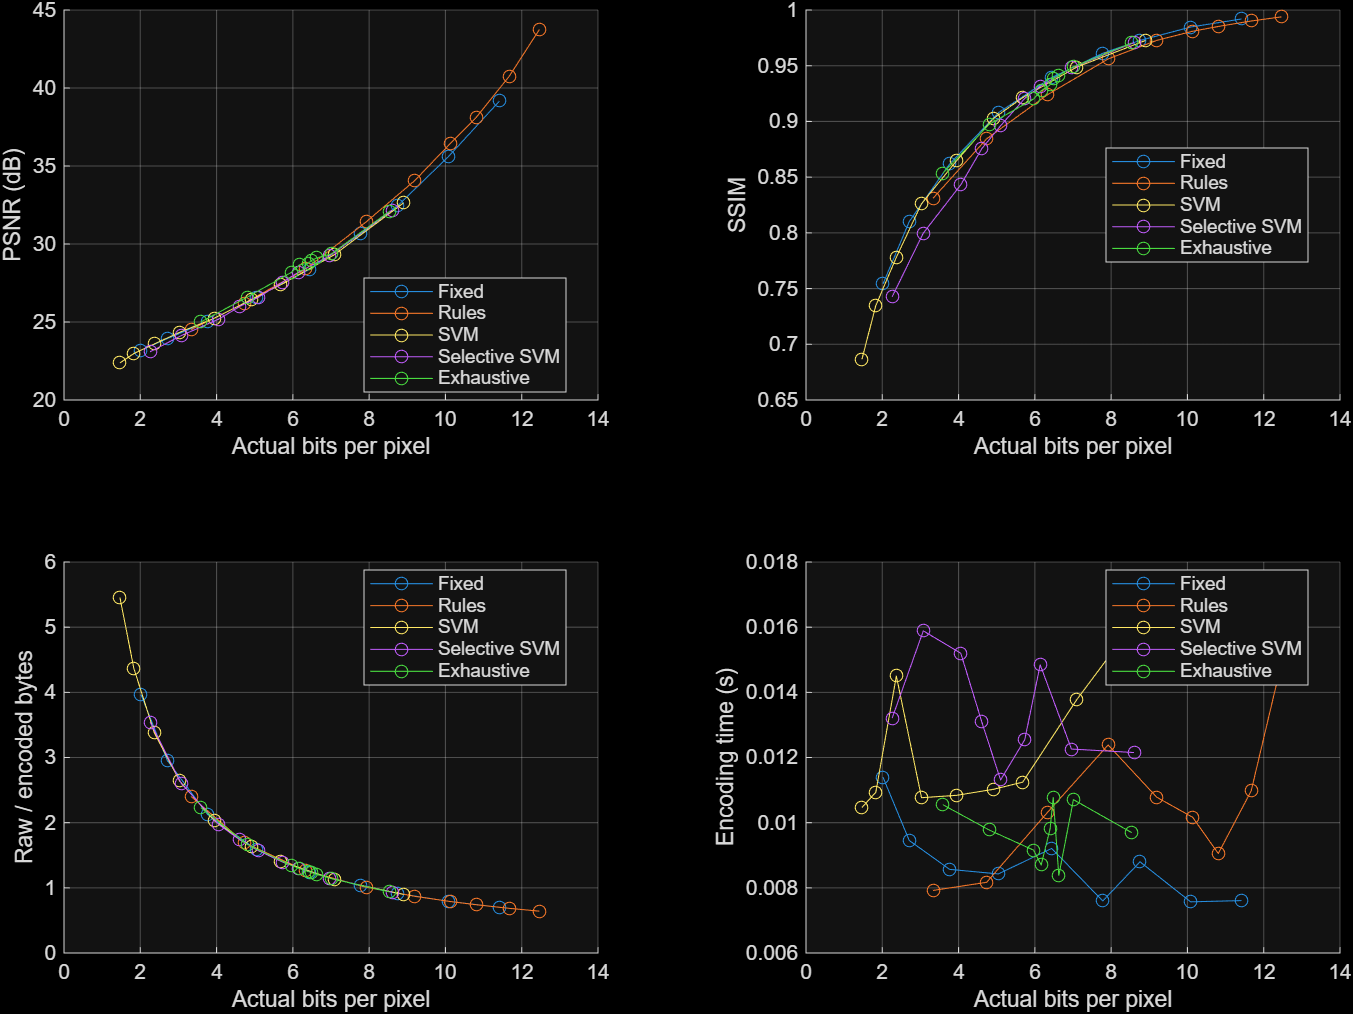 45
40
35
30
25
20
PSNR (dB)
0 2 4 6 8 10 12 14
Actual bits per pixel
Fixed
Rules
SVM
Selective SVM
Exhaustive
1
0.95
0.9
0.85
0.8
0.75
0.7
0.65
SSIM
0 2 4 6 8 10 12 14
Actual bits per pixel
Fixed
Rules
SVM
Selective SVM
Exhaustive
6
5
4
3
2
1
0
Raw / encoded bytes
0 2 4 6 8 10 12 14
Actual bits per pixel
Fixed
Rules
SVM
Selective SVM
Exhaustive
0.018
0.016
0.014
0.012
0.01
0.008
0.006
Encoding time (s)
0 2 4 6 8 10 12 14
Actual bits per pixel
Fixed
Rules
SVM
Selective SVM
Exhaustive